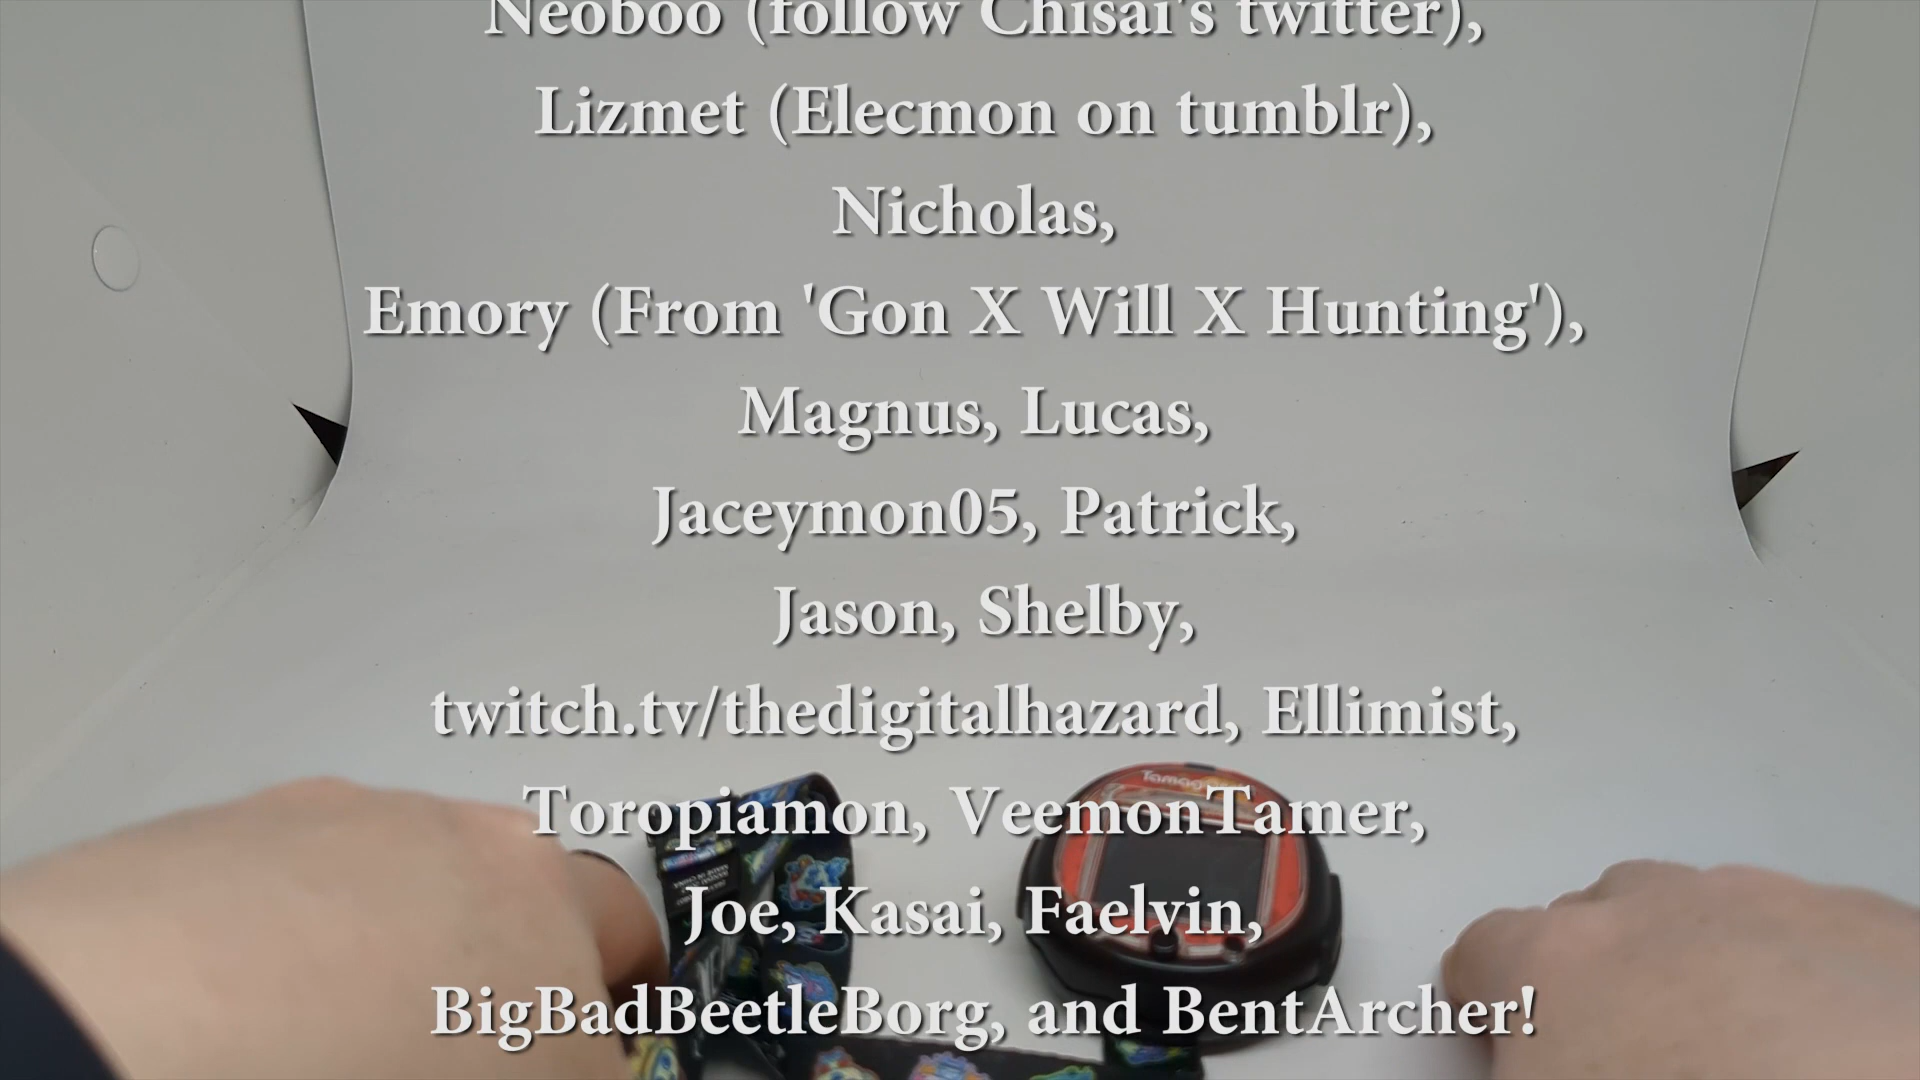 Neoboo (follow Chisai's twitter),
Lizmet (Elecmon on tumblr),
Nicholas,
Emory (From 'Gon X Will X Hunting'),
Magnus, Lucas,
Jaceymon05, Patrick,
Jason, Shelby,
twitch.tv/thedigitalhazard, Ellimist,
Toropiamon, VeemonTamer,
Joe, Kasai, Faelvin,
BigBadBeetleBorg, and BentArcher!